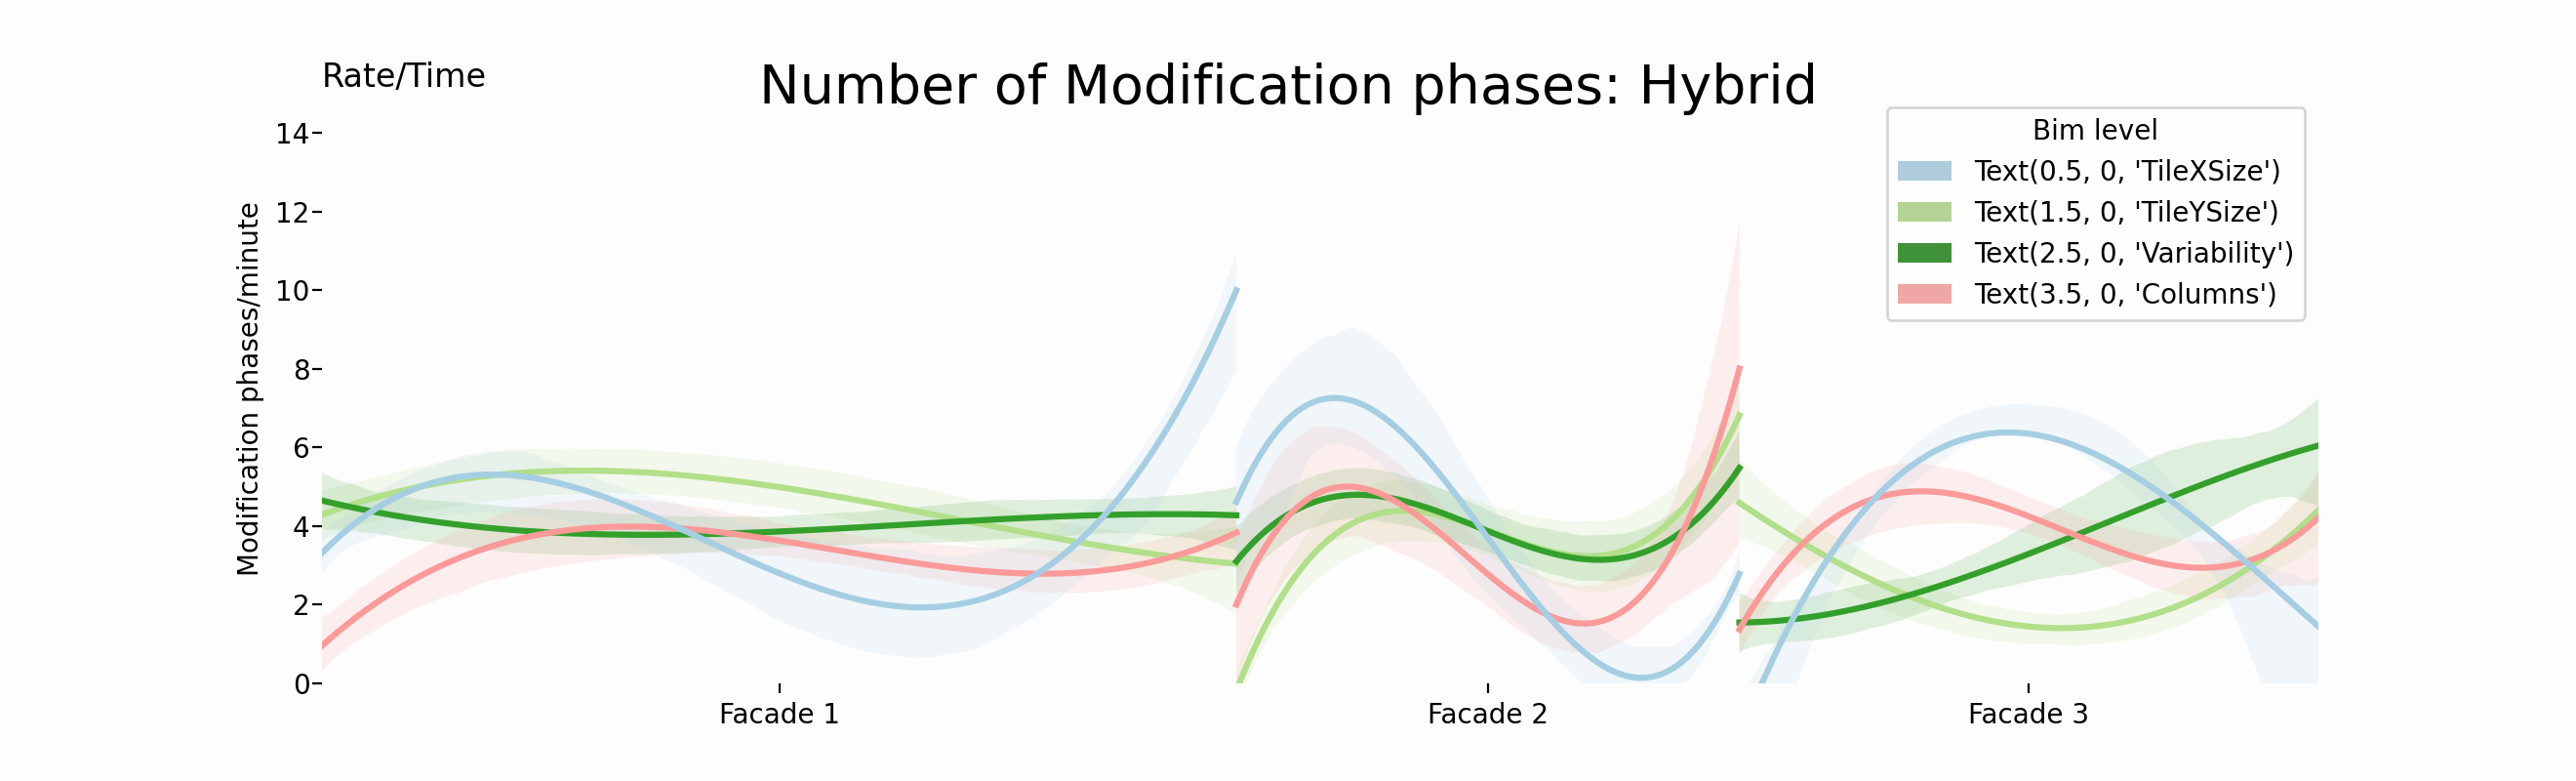 Rate/Time
Number of Modification phases: Hybrid
Modification phases/minute
14
12
10
8
6
4
2
0
Bim level
Text(0.5, 0, 'TileXSize')
Text(1.5, 0, 'TileYSize')
Text(2.5, 0, 'Variability')
Text(3.5, 0, 'Columns')
Facade 1
Facade 2
Facade 3